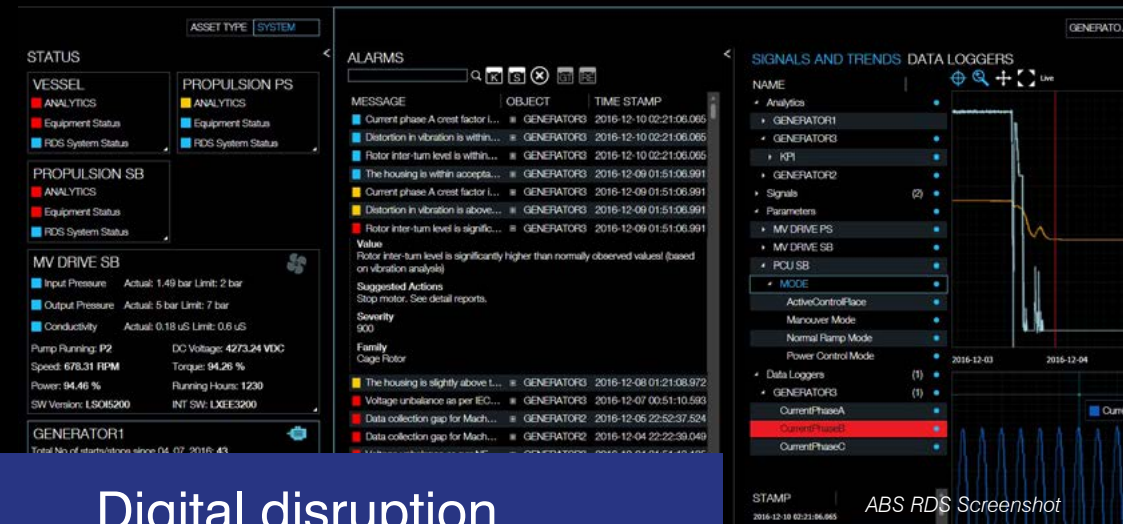 ASSET TYPE SYSTEM
GENERATO...
STATUS
VESSEL
ANALYTICS
Equipment Status
RDS System Status
PROPULSION PS
ANALYTICS
Equipment Status
RDS System Status
PROPULSION SB
ANALYTICS
Equipment Status
RDS System Status
MV DRIVE SB
Input Pressure Actual: 1.49 bar Limit: 2 bar
Output Pressure Actual: 5 bar Limit: 7 bar
Conductivity Actual: 0.18 uS Limit: 0.6 uS
Pump Running: P2 DC Voltage: 4273.24 VDC
Speed: 678.31 RPM Torque: 94.26 %
Power: 94.46 % Running Hours: 1230
SW Version: LSOI5200 INT SW: LXEE3200
GENERATOR1
Total No of starts/stops since 04_07_2016: 43
ALARMS
K S GT RE
MESSAGE OBJECT TIME STAMP
Current phase A crest factor i... GENERATOR3 2016-12-10 02:21:06.065
Distortion in vibration is within... GENERATOR3 2016-12-10 02:21:06.065
Rotor inter-turn level is within... GENERATOR3 2016-12-10 02:21:06.065
The housing is within accepta... GENERATOR3 2016-12-09 01:51:06.991
Current phase A crest factor i... GENERATOR3 2016-12-09 01:51:06.991
Distortion in vibration is above... GENERATOR3 2016-12-09 01:51:06.991
Rotor inter-turn level is signific... GENERATOR3 2016-12-09 01:51:06.991
Value
Rotor inter-turn level is significantly higher than normally observed values! (based
on vibration analysis)
Suggested Actions
Stop motor. See detail reports.
Severity
900
Family
Cage Rotor
The housing is slightly above t... GENERATOR3 2016-12-08 01:21:08.972
Voltage unbalance as per IEC... GENERATOR3 2016-12-07 00:51:10.593
Data collection gap for Mach... GENERATOR2 2016-12-05 22:52:37.524
Data collection gap for Mach... GENERATOR2 2016-12-04 22:22:39.049
SIGNALS AND TRENDS DATA LOGGERS
Live
NAME
Analytics
GENERATOR1
GENERATOR3
KPI
GENERATOR2
Signals (2)
Parameters
MV DRIVE PS
MV DRIVE SB
PCU SB
MODE
ActiveControlPlace
Manouver Mode
Normal Ramp Mode
Power Control Mode
Data Loggers (1)
GENERATOR3 (1)
CurrentPhaseA
CurrentPhaseB
CurrentPhaseC
2016-12-03 2016-12-04
Curre
STAMP
2016-12-10 02:21:06.065
ABS RDS Screenshot
Digital disruption